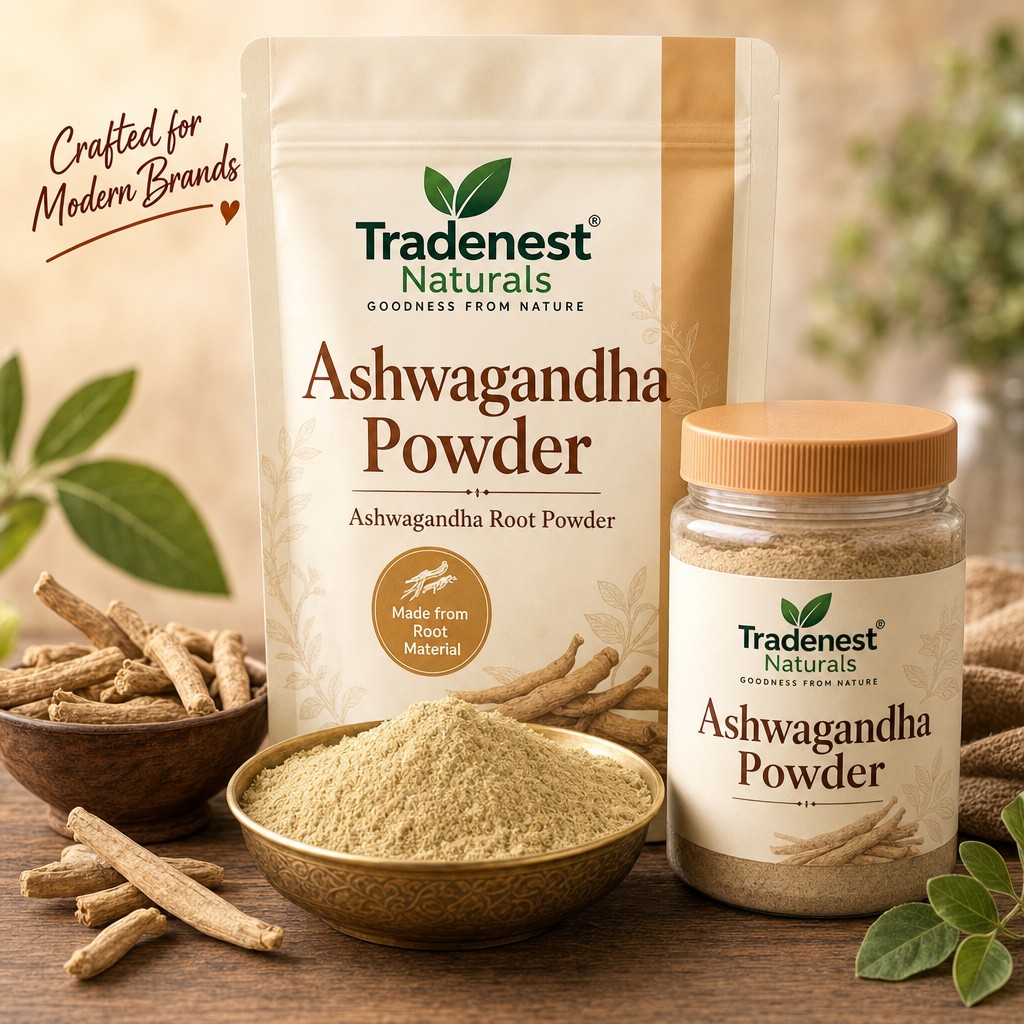 Crafted for
Modern Brands
Tradenest®
Naturals
GOODNESS FROM NATURE
Ashwagandha
Powder
Ashwagandha Root Powder
Made from
Root
Material
Tradenest®
Naturals
GOODNESS FROM NATURE
Ashwagandha
Powder